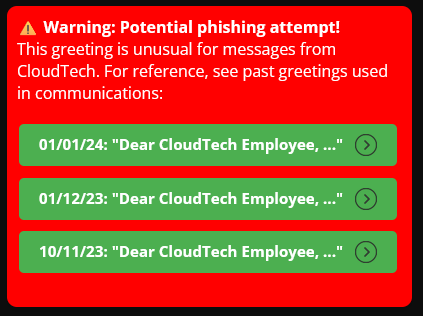 ⚠ Warning: Potential phishing attempt!
This greeting is unusual for messages from
CloudTech. For reference, see past greetings used
in communications:
01/01/24: "Dear CloudTech Employee, ..."
01/12/23: "Dear CloudTech Employee, ..."
10/11/23: "Dear CloudTech Employee, ..."